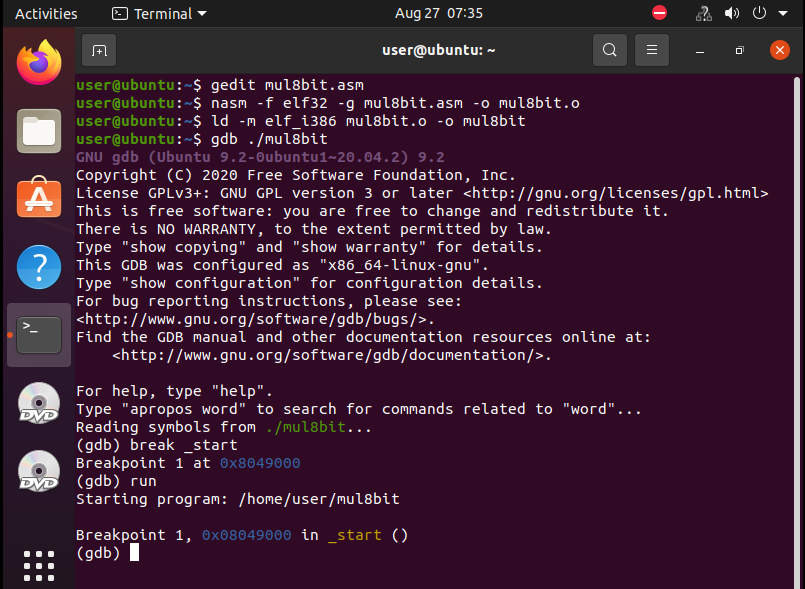 Activities
Terminal
Aug 27 07:35
user@ubuntu: ~
user@ubuntu:~$ gedit mul8bit.asm
user@ubuntu:~$ nasm -f elf32 -g mul8bit.asm -o mul8bit.o
user@ubuntu:~$ ld -m elf_i386 mul8bit.o -o mul8bit
user@ubuntu:~$ gdb ./mul8bit
GNU gdb (Ubuntu 9.2-0ubuntu1~20.04.2) 9.2
Copyright (C) 2020 Free Software Foundation, Inc.
License GPLv3+: GNU GPL version 3 or later <http://gnu.org/licenses/gpl.html>
This is free software: you are free to change and redistribute it.
There is NO WARRANTY, to the extent permitted by law.
Type "show copying" and "show warranty" for details.
This GDB was configured as "x86_64-linux-gnu".
Type "show configuration" for configuration details.
For bug reporting instructions, please see:
<http://www.gnu.org/software/gdb/bugs/>.
Find the GDB manual and other documentation resources online at:
    <http://www.gnu.org/software/gdb/documentation/>.
For help, type "help".
Type "apropos word" to search for commands related to "word"...
Reading symbols from ./mul8bit...
(gdb) break _start
Breakpoint 1 at 0x8049000
(gdb) run
Starting program: /home/user/mul8bit
Breakpoint 1, 0x08049000 in _start ()
(gdb)
A
?
>_
DVD
DVD